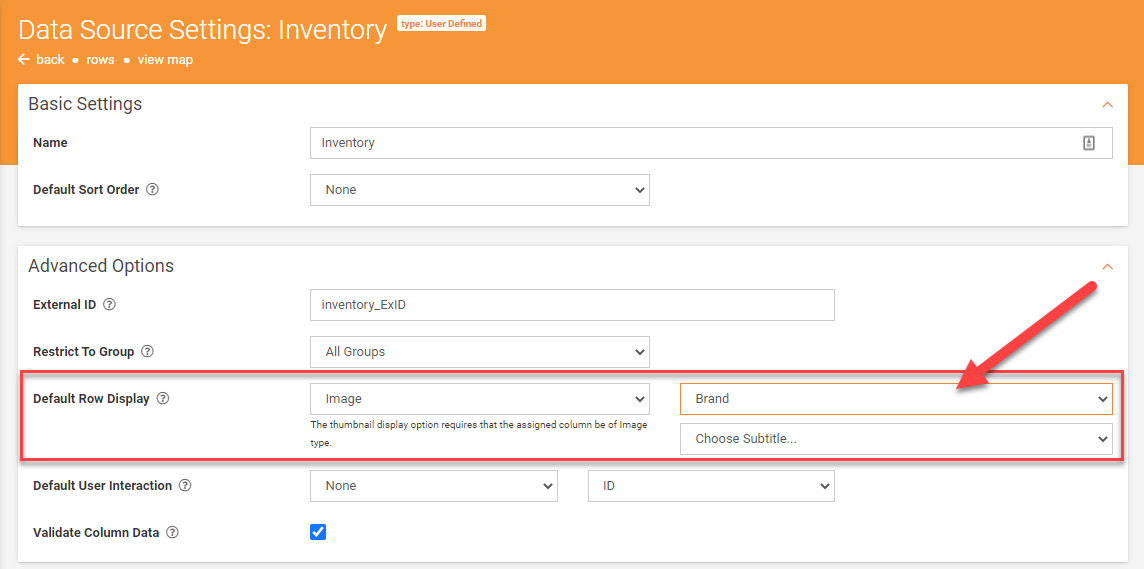 Data Source Settings: Inventory type: User Defined
back rows view map
Basic Settings
Name Inventory
Default Sort Order None
Advanced Options
External ID inventory_ExID
Restrict To Group All Groups
Default Row Display Image Brand
The thumbnail display option requires that the assigned column be of Image
type.
Choose Subtitle...
Default User Interaction None ID
Validate Column Data